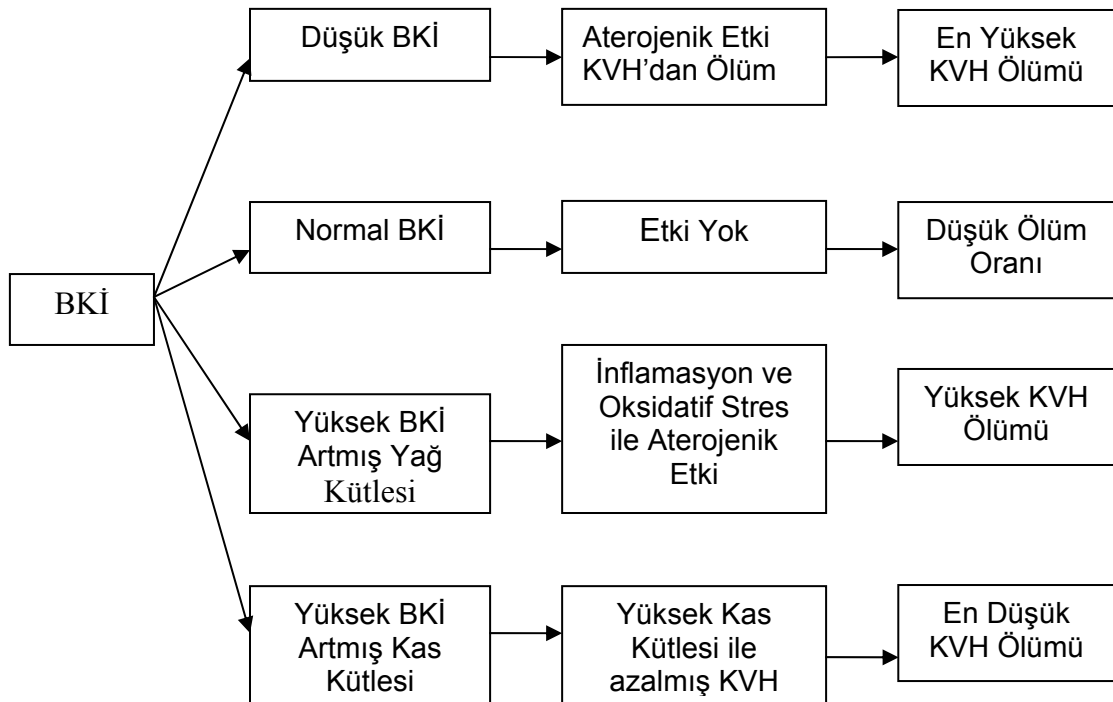 BKİ
Düşük BKİ
Aterojenik Etki
KVH’dan Ölüm
En Yüksek
KVH Ölümü
Normal BKİ
Etki Yok
Düşük Ölüm
Oranı
Yüksek BKİ
Artmış Yağ
Kütlesi
İnflamasyon ve
Oksidatif Stres
ile Aterojenik
Etki
Yüksek KVH
Ölümü
Yüksek BKİ
Artmış Kas
Kütlesi
Yüksek Kas
Kütlesi ile
azalmış KVH
En Düşük
KVH Ölümü